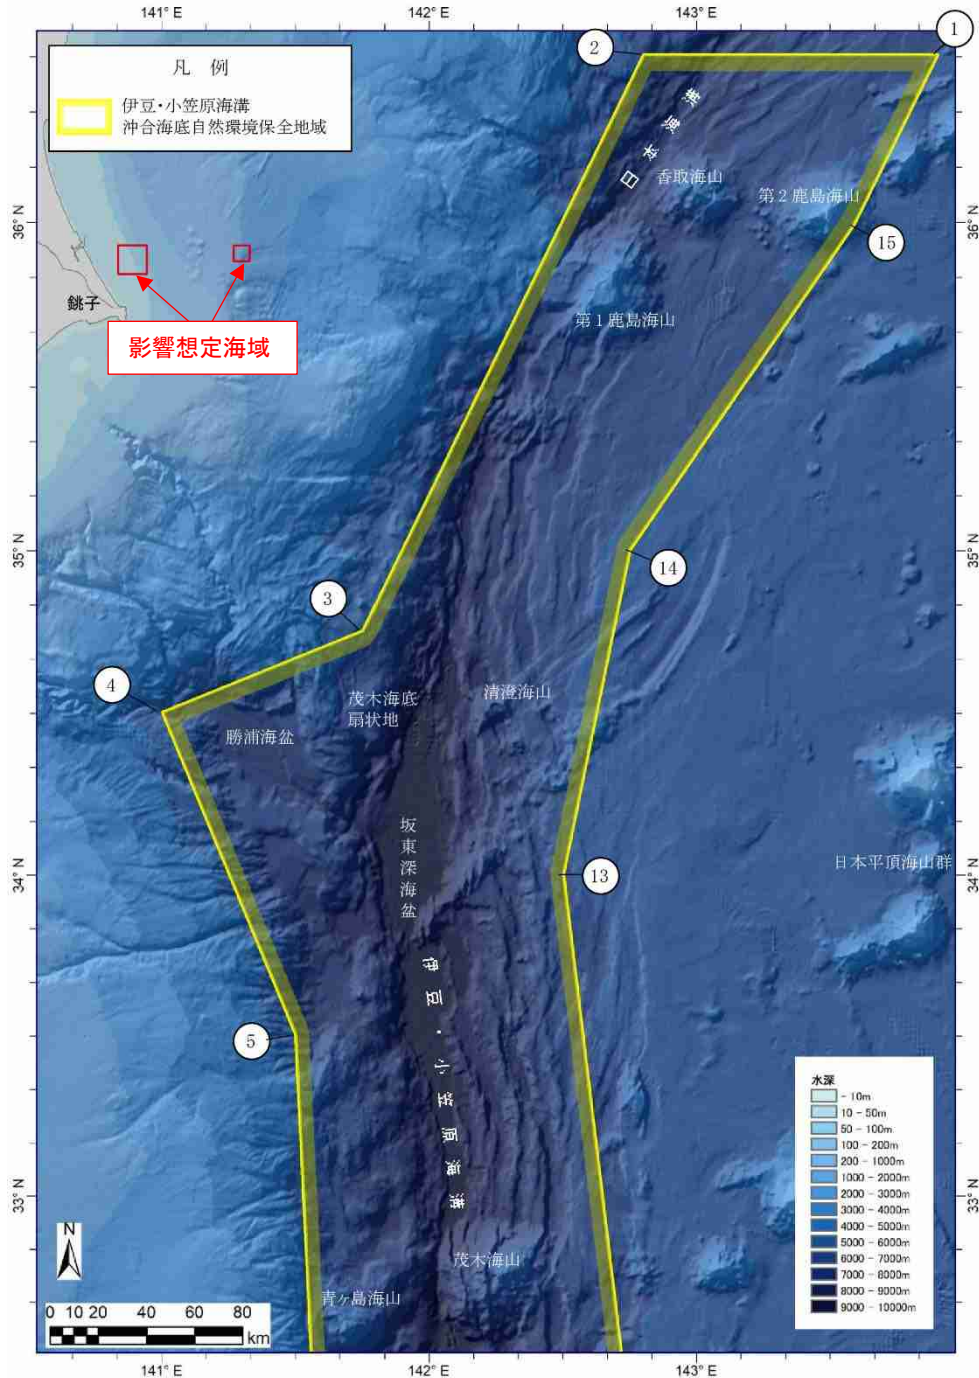 141° E
142° E
143° E
1
2
凡 例
伊豆・小笠原海溝
沖合海底自然環境保全地域
日本海溝
香取海山
第2鹿島海山
36° N
36° N
15
銚子
影響想定海域
第1鹿島海山
35° N
35° N
14
3
4
茂木海底
扇状地
清澄海山
勝浦海盆
坂東深海盆
日本平頂海山群
34° N
34° N
13
伊豆・小笠原海溝
5
水深
- 10m
10 - 50m
50 - 100m
100 - 200m
200 - 1000m
1000 - 2000m
2000 - 3000m
3000 - 4000m
4000 - 5000m
5000 - 6000m
6000 - 7000m
7000 - 8000m
8000 - 9000m
9000 - 10000m
33° N
33° N
N
茂木海山
青ヶ島海山
0 10 20 40 60 80
km
141° E
142° E
143° E